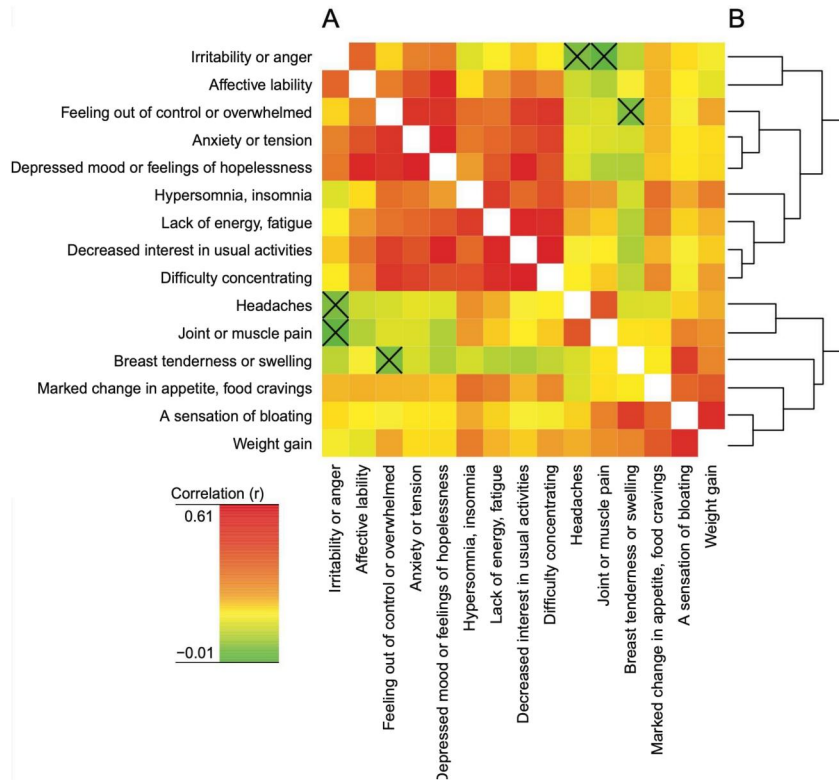 A
B
Irritability or anger
Affective lability
Feeling out of control or overwhelmed
Anxiety or tension
Depressed mood or feelings of hopelessness
Hypersomnia, insomnia
Lack of energy, fatigue
Decreased interest in usual activities
Difficulty concentrating
Headaches
Joint or muscle pain
Breast tenderness or swelling
Marked change in appetite, food cravings
A sensation of bloating
Weight gain
Correlation (r)
0.61
−0.01
Irritability or anger
Affective lability
Feeling out of control or overwhelmed
Anxiety or tension
Depressed mood or feelings of hopelessness
Hypersomnia, insomnia
Lack of energy, fatigue
Decreased interest in usual activities
Difficulty concentrating
Headaches
Joint or muscle pain
Breast tenderness or swelling
Marked change in appetite, food cravings
A sensation of bloating
Weight gain